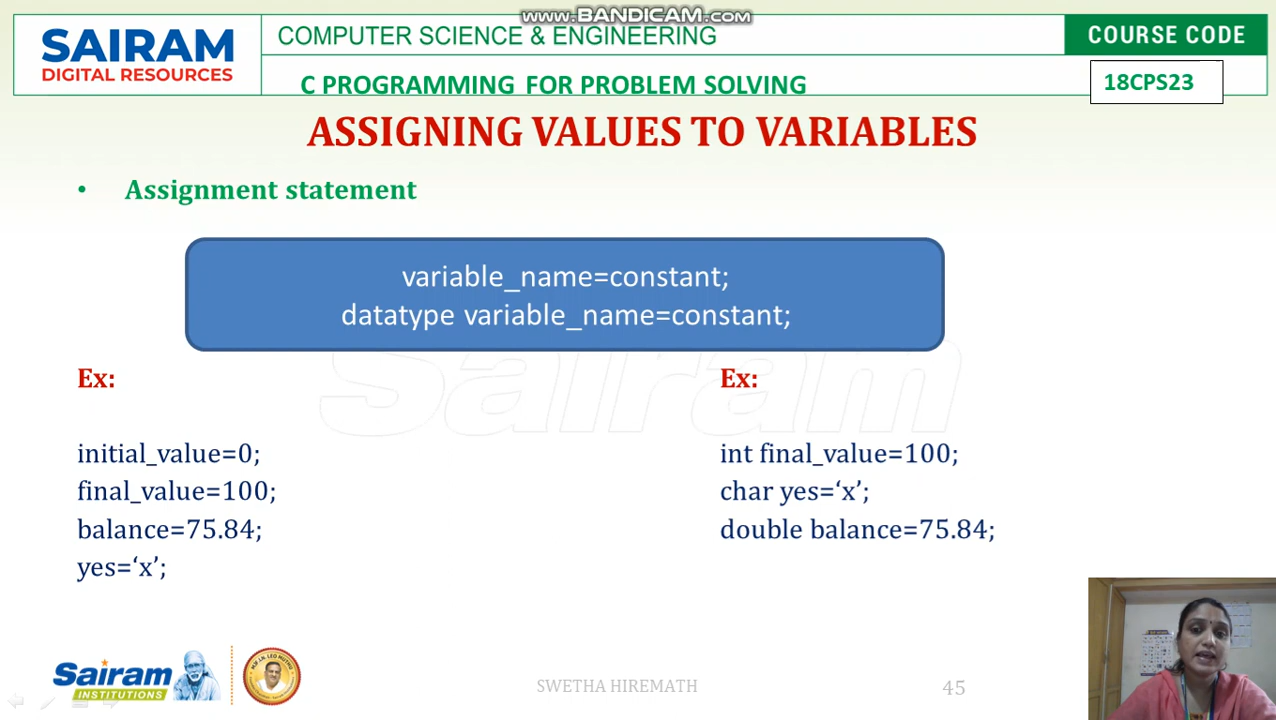 www.BANDICAM.com
SAIRAM
DIGITAL RESOURCES
COMPUTER SCIENCE & ENGINEERING
COURSE CODE
C PROGRAMMING FOR PROBLEM SOLVING
18CPS23
ASSIGNING VALUES TO VARIABLES
• Assignment statement
variable_name=constant;
datatype variable_name=constant;
Sairam
Ex:
initial_value=0;
final_value=100;
balance=75.84;
yes=‘x’;
Ex:
int final_value=100;
char yes=‘x’;
double balance=75.84;
Sairam
INSTITUTIONS
SWETHA HIREMATH
45